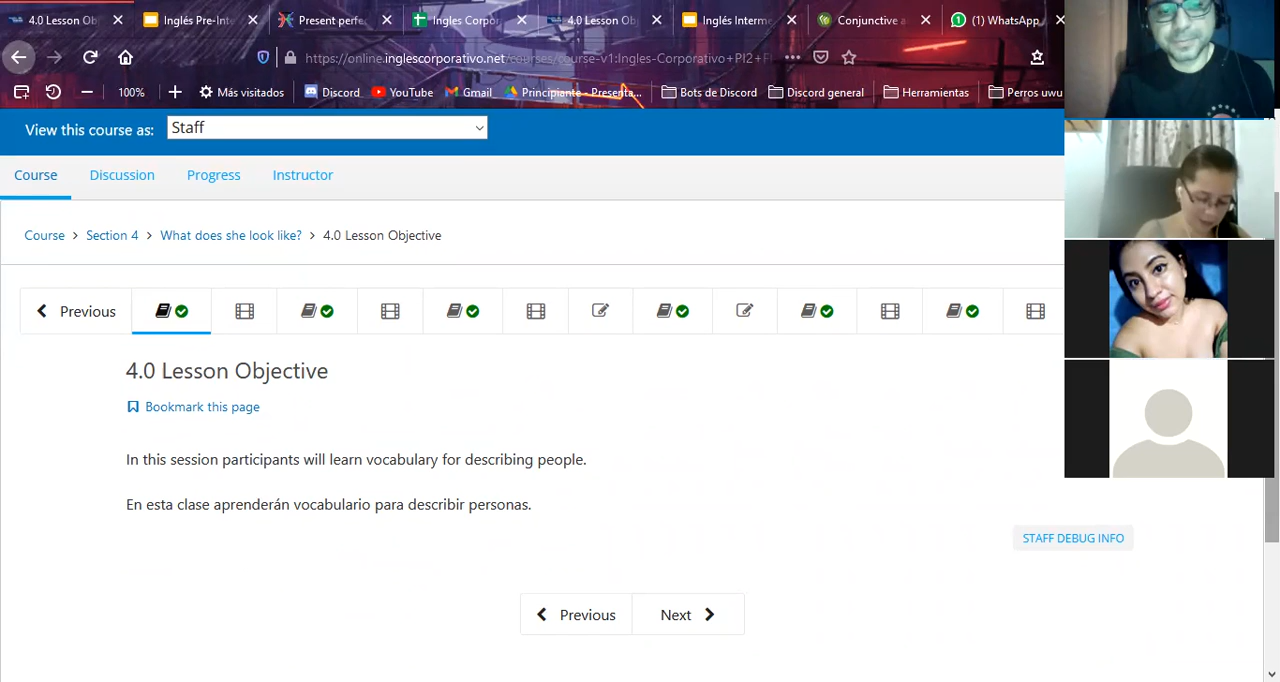 4.0 Lesson Ob
Inglés Pre-Int
Present perfe
Ingles Corpo
4.0 Lesson Ob
Inglés Interme
Conjunctive a
(1) WhatsApp
https://online.inglescorporativo.net/courses/course-v1:Ingles-Corporativo+PI2+F
100%
Más visitados
Discord
YouTube
Gmail
Principiante - Presenta...
Bots de Discord
Discord general
Herramientas
Perros uwu
View this course as:
Staff
Course
Discussion
Progress
Instructor
Course > Section 4 > What does she look like? > 4.0 Lesson Objective
Previous
4.0 Lesson Objective
Bookmark this page
In this session participants will learn vocabulary for describing people.
En esta clase aprenderán vocabulario para describir personas.
STAFF DEBUG INFO
Previous
Next